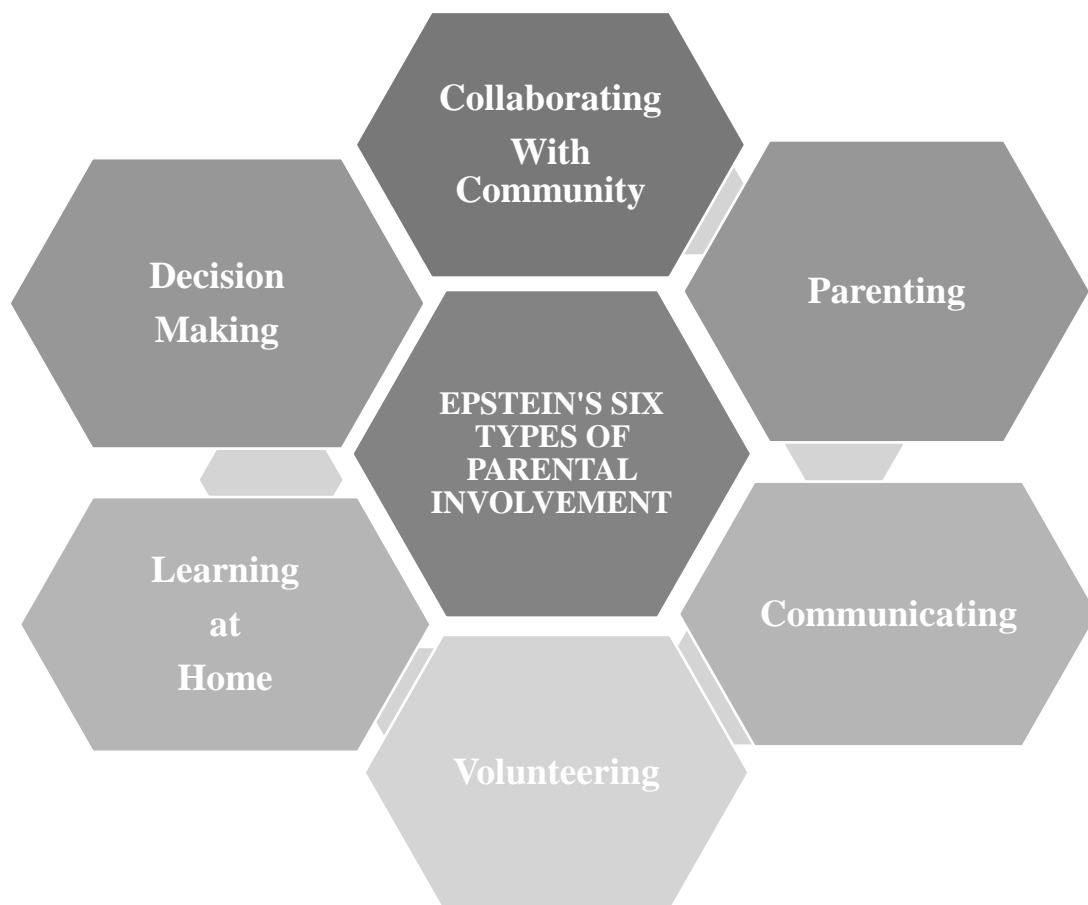 Collaborating
With
Community
Parenting
Decision
Making
EPSTEIN'S SIX
TYPES OF
PARENTAL
INVOLVEMENT
Communicating
Learning
at
Home
Volunteering